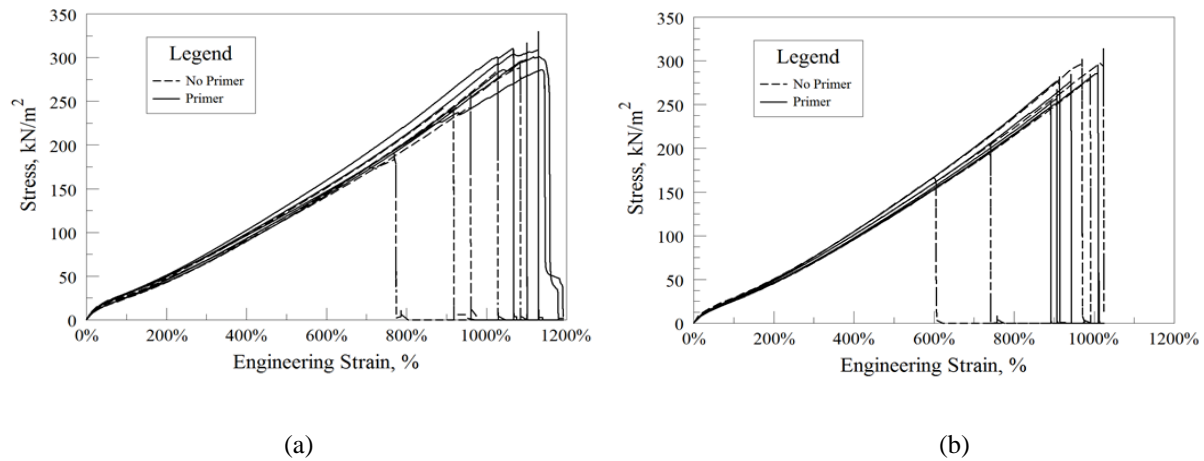 350
300
250
200
150
100
50
0
Stress, kN/m2
Legend
No Primer
Primer
0%
200%
400%
600%
800%
1000%
1200%
Engineering Strain, %
(a)
350
300
250
200
150
100
50
0
Stress, kN/m2
Legend
No Primer
Primer
0%
200%
400%
600%
800%
1000%
1200%
Engineering Strain, %
(b)